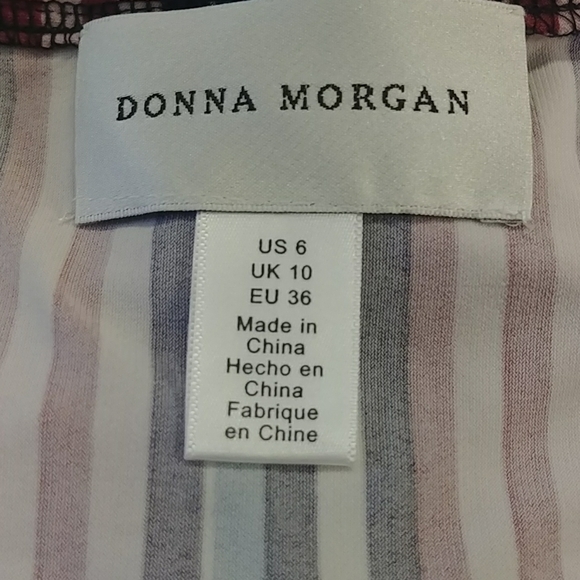 DONNA MORGAN
US 6
UK 10
EU 36
Made in
China
Hecho en
China
Fabrique
en Chine